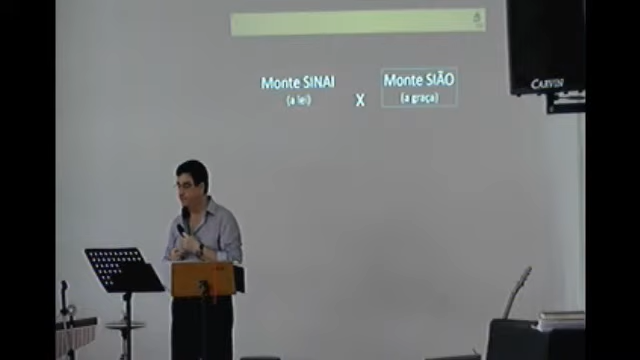 Monte SINAI
(a lei)
X
Monte SIÃO
(a graça)
CARVIN